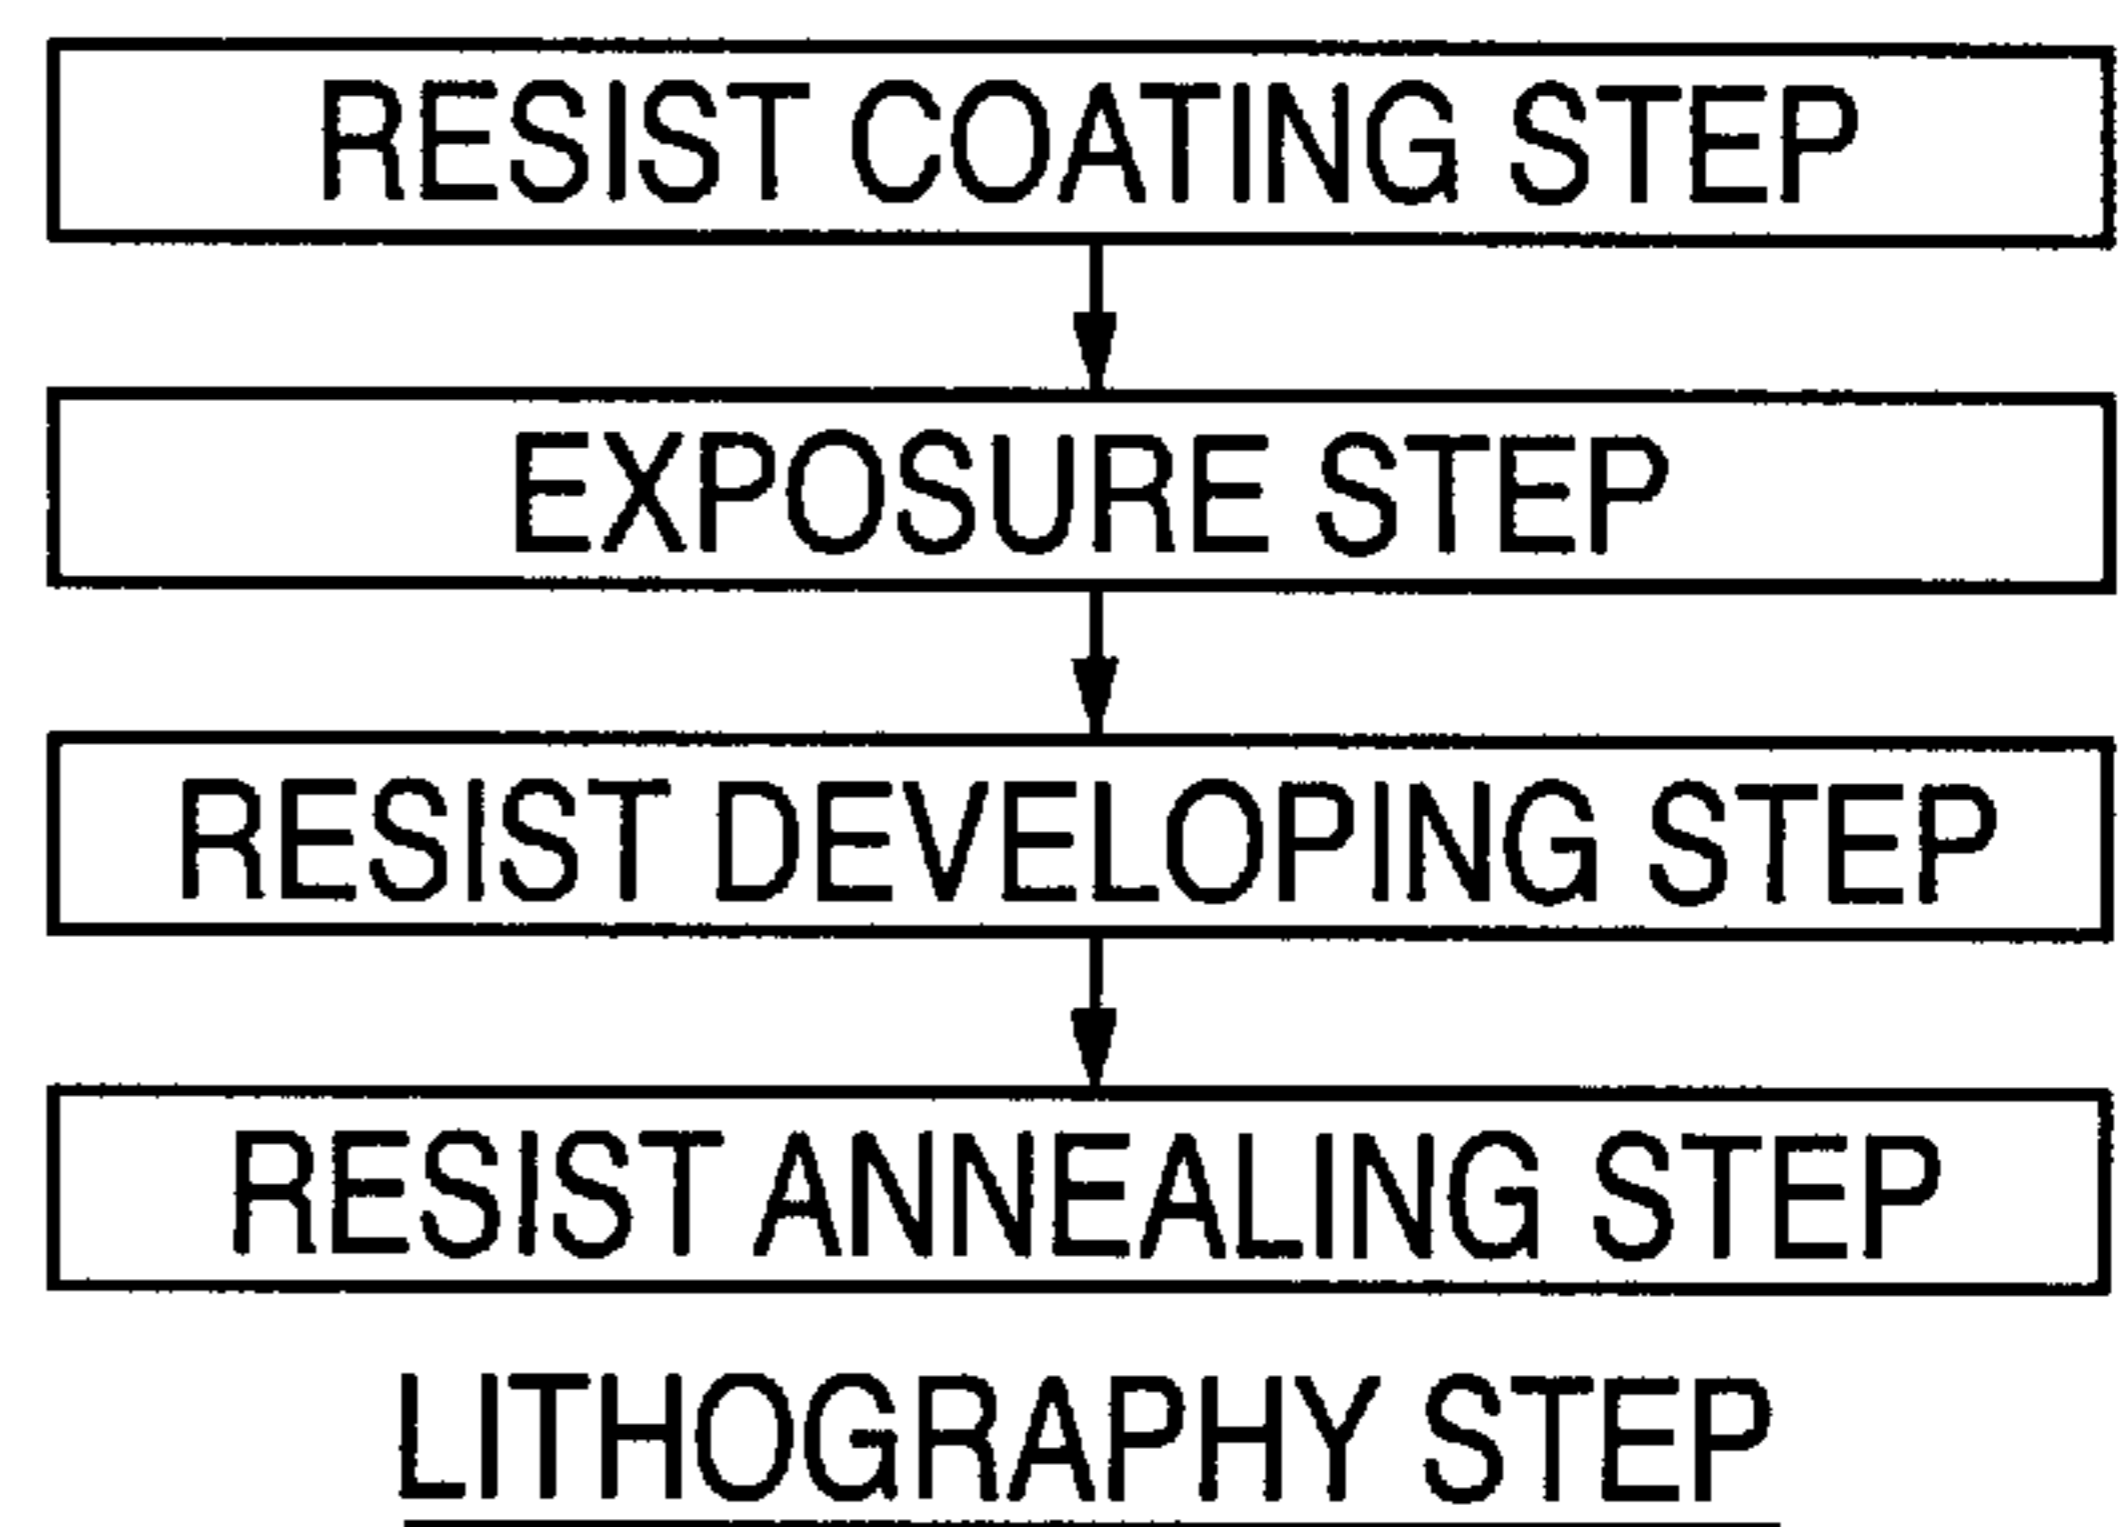 RESIST COATING STEP
EXPOSURE STEP
RESIST DEVELOPING STEP
RESIST ANNEALING STEP
LITHOGRAPHY STEP